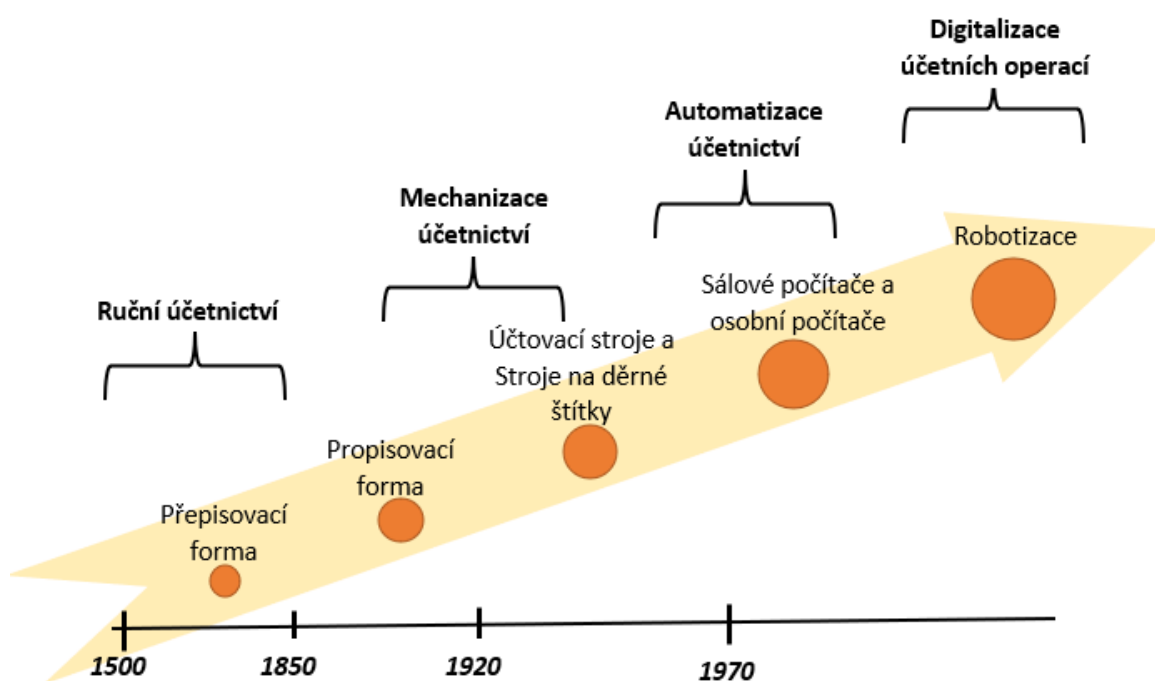 Digitalizace
účetních operací
Automatizace
účetnictví
Mechanizace
účetnictví
Ruční účetnictví
Robotizace
Sálové počítače a
osobní počítače
Účtovací stroje a
Stroje na děrné
štítky
Propisovací
forma
Přepisovací
forma
1500
1850
1920
1970